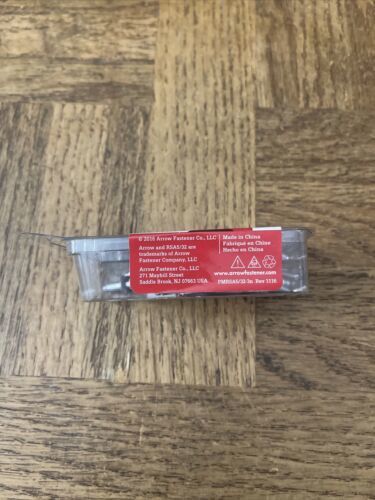 © 2016 Arrow Fastener Co., LLC
Arrow and RSAS/32 are
trademarks of Arrow
Fastener Company, LLC
Arrow Fastener Co., LLC
271 Mayhill Street
Saddle Brook, NJ 07663 USA
Made in China
Fabriqué en Chine
Hecho en China
www.arrowfastener.com
PMRSAS/32-In Rev 1116